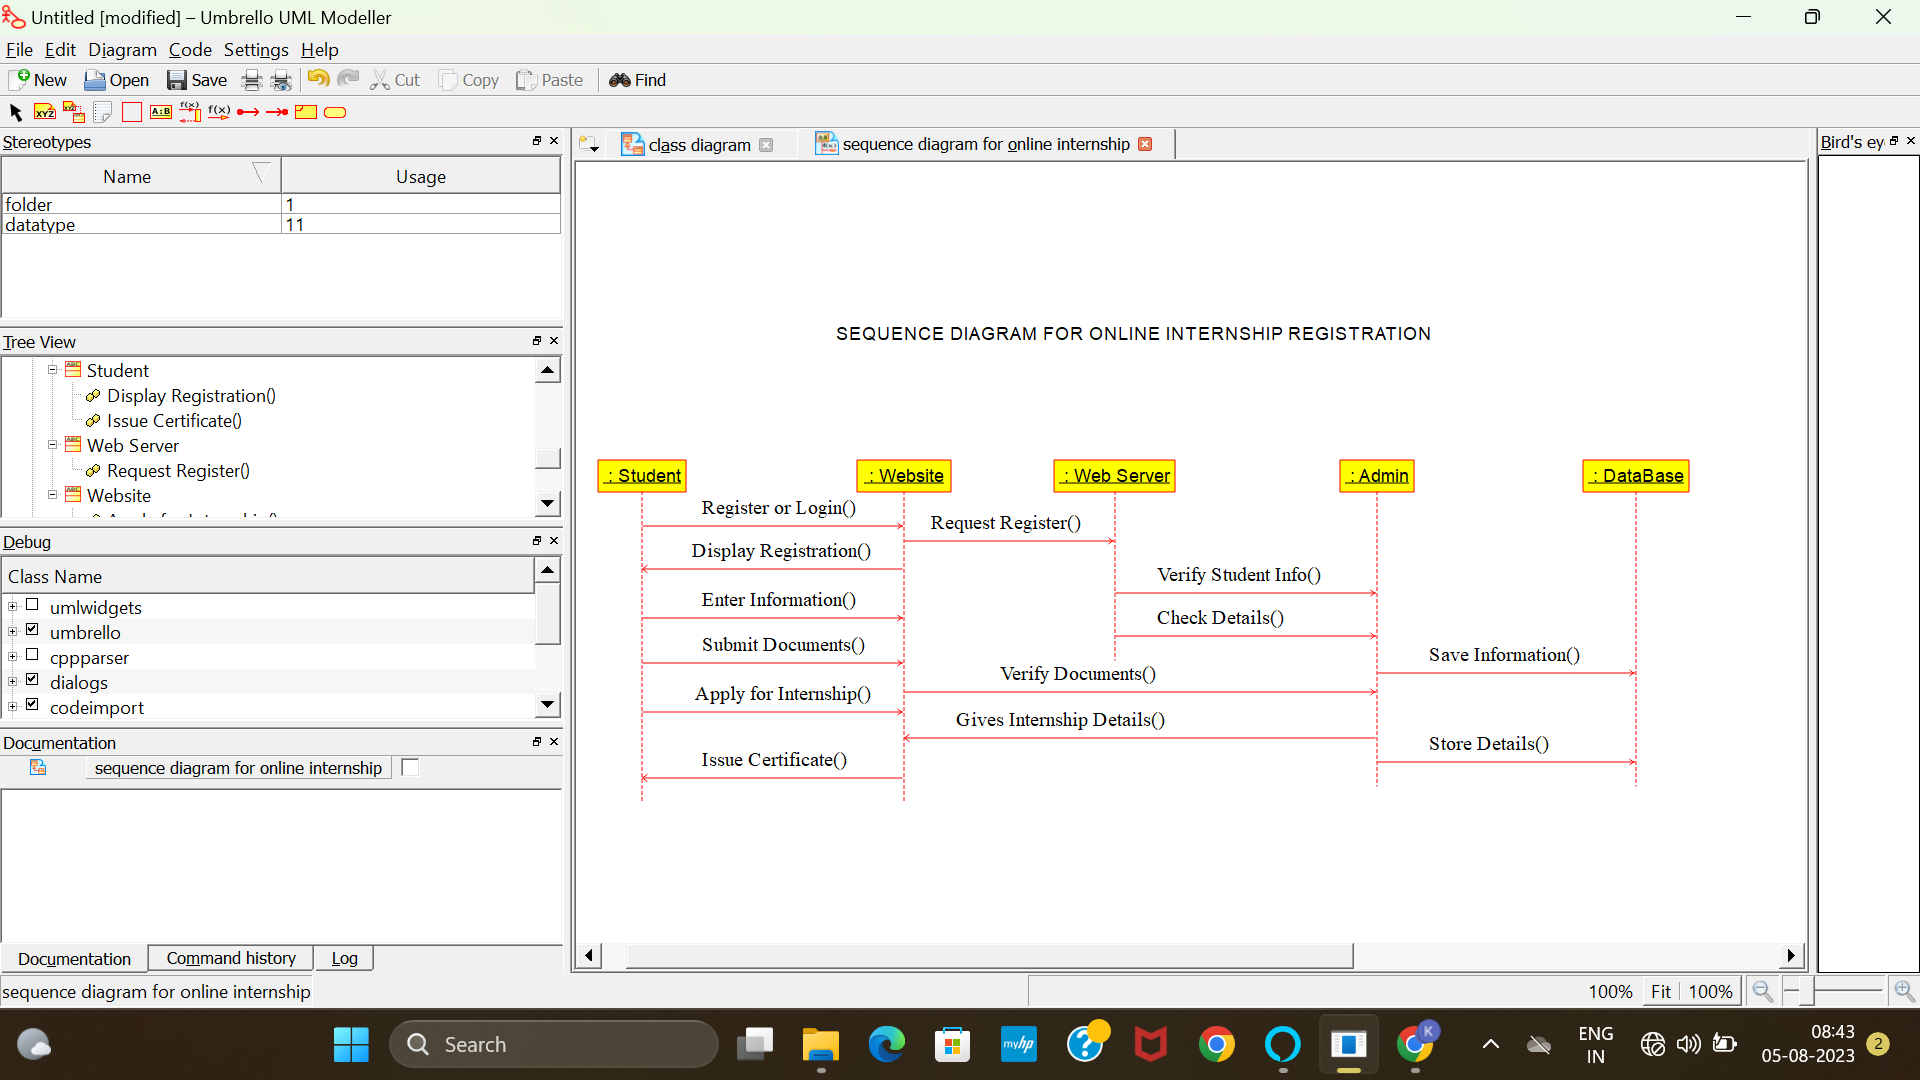 Untitled [modified] – Umbrello UML Modeller
File Edit Diagram Code Settings Help
New Open Save Cut Copy Paste Find
XYZ XYZ A:B f(x) f(x)
Stereotypes
Name Usage
folder 1
datatype 11
Tree View
Student
Display Registration()
Issue Certificate()
Web Server
Request Register()
Website
Debug
Class Name
umlwidgets
umbrello
cppparser
dialogs
codeimport
Documentation
sequence diagram for online internship
Documentation Command history Log
sequence diagram for online internship
class diagram
sequence diagram for online internship
Bird's ey
SEQUENCE DIAGRAM FOR ONLINE INTERNSHIP REGISTRATION
: Student : Website : Web Server : Admin : DataBase
Register or Login()
Request Register()
Display Registration()
Verify Student Info()
Enter Information()
Check Details()
Submit Documents()
Save Information()
Verify Documents()
Apply for Internship()
Gives Internship Details()
Store Details()
Issue Certificate()
100% Fit 100%
Search
myhp
K
ENG
IN
08:43
05-08-2023
2